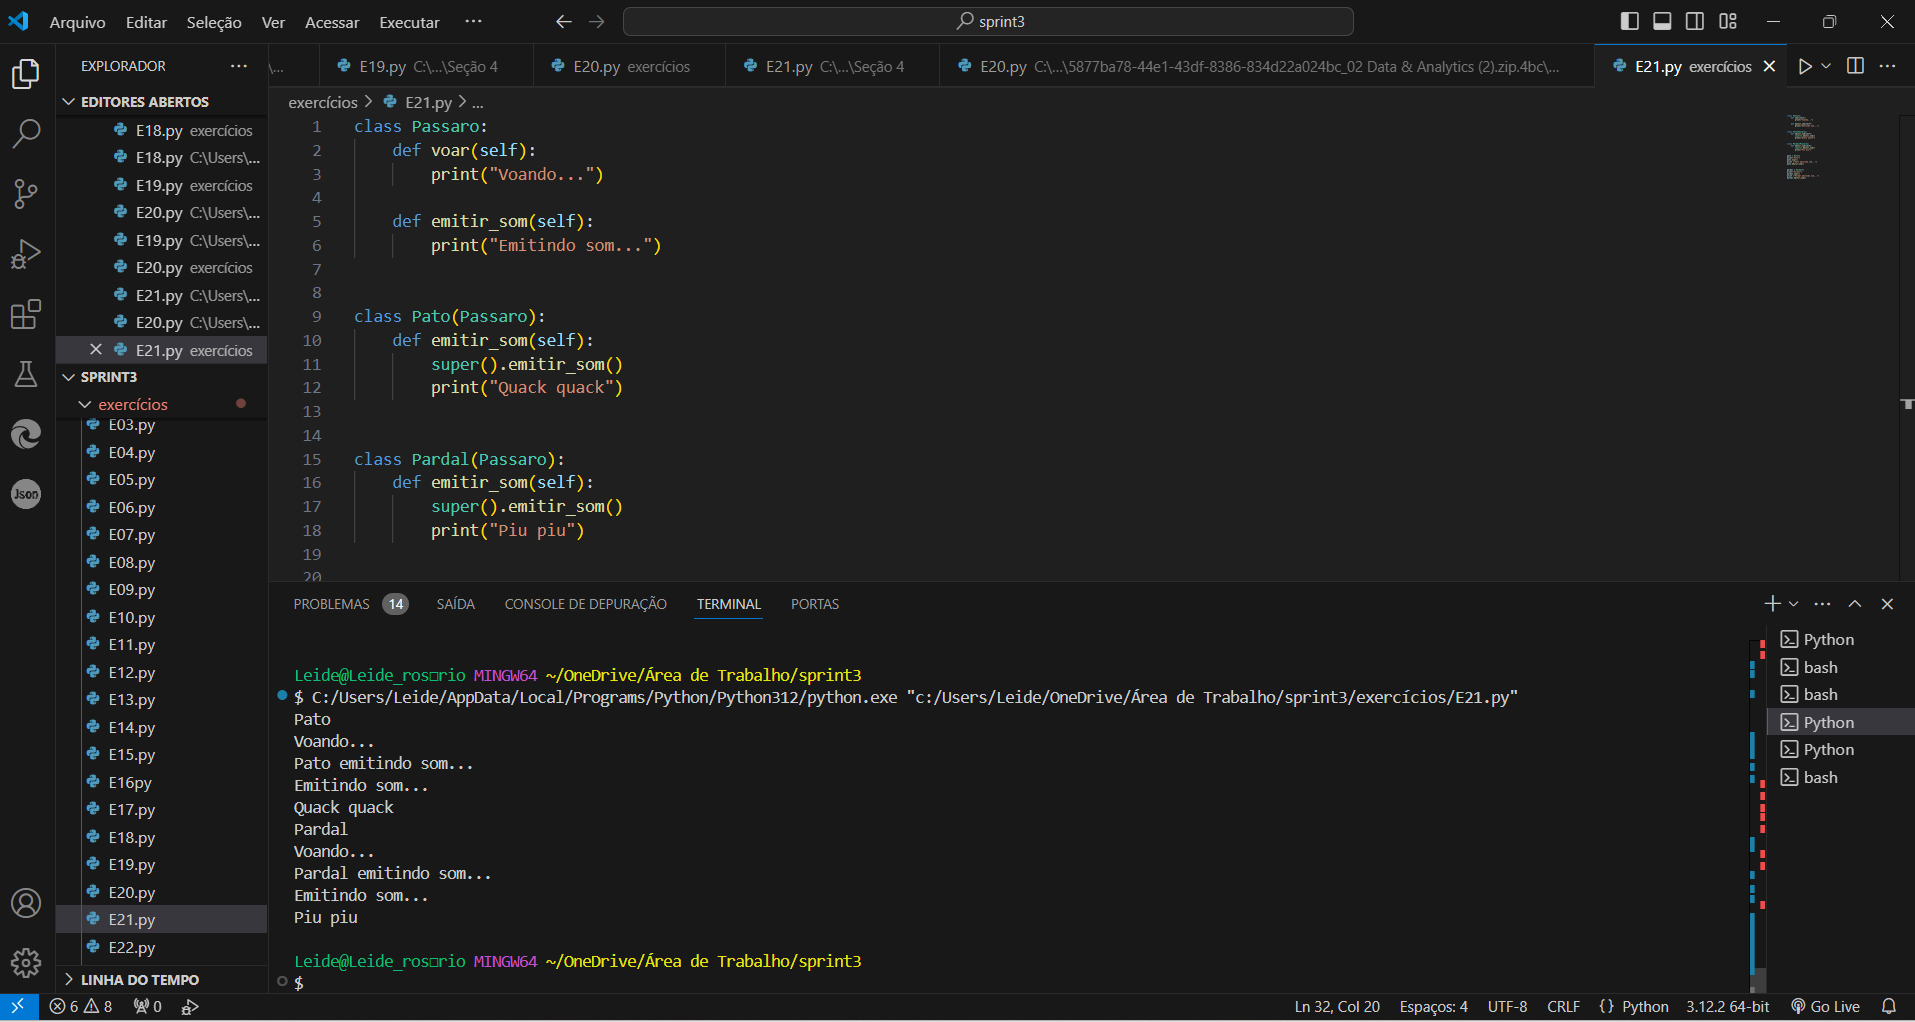 Arquivo Editar Seleção Ver Acessar Executar ··· sprint3
EXPLORADOR ···
EDITORES ABERTOS
E18.py exercícios
E18.py C:\Users\...
E19.py exercícios
E20.py C:\Users\...
E19.py C:\Users\...
E20.py exercícios
E21.py C:\Users\...
E20.py C:\Users\...
E21.py exercícios
SPRINT3
exercícios
E03.py
E04.py
E05.py
E06.py
E07.py
E08.py
E09.py
E10.py
E11.py
E12.py
E13.py
E14.py
E15.py
E16py
E17.py
E18.py
E19.py
E20.py
E21.py
E22.py
LINHA DO TEMPO
Json
\... E19.py C:\...\Seção 4 E20.py exercícios E21.py C:\...\Seção 4 E20.py C:\...\5877ba78-44e1-43df-8386-834d22a024bc_02 Data & Analytics (2).zip.4bc\... E21.py exercícios
exercícios > E21.py > ...
1 class Passaro:
2 def voar(self):
3 print("Voando...")
4
5 def emitir_som(self):
6 print("Emitindo som...")
7
8
9 class Pato(Passaro):
10 def emitir_som(self):
11 super().emitir_som()
12 print("Quack quack")
13
14
15 class Pardal(Passaro):
16 def emitir_som(self):
17 super().emitir_som()
18 print("Piu piu")
19
20
PROBLEMAS 14 SAÍDA CONSOLE DE DEPURAÇÃO TERMINAL PORTAS
Leide@Leide_ros□rio MINGW64 ~/OneDrive/Área de Trabalho/sprint3
$ C:/Users/Leide/AppData/Local/Programs/Python/Python312/python.exe "c:/Users/Leide/OneDrive/Área de Trabalho/sprint3/exercícios/E21.py"
Pato
Voando...
Pato emitindo som...
Emitindo som...
Quack quack
Pardal
Voando...
Pardal emitindo som...
Emitindo som...
Piu piu
Leide@Leide_ros□rio MINGW64 ~/OneDrive/Área de Trabalho/sprint3
$
Python
bash
bash
Python
Python
bash
6 8 0 Ln 32, Col 20 Espaços: 4 UTF-8 CRLF {} Python 3.12.2 64-bit Go Live